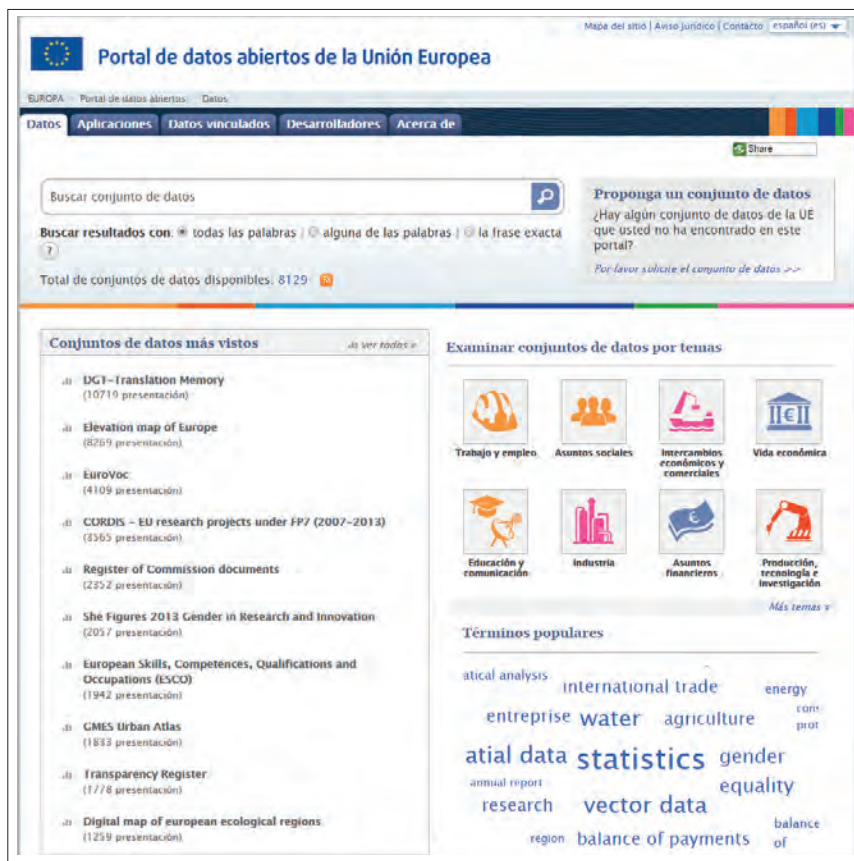 Mapa del sitio | Aviso jurídico | Contacto español (es)
Portal de datos abiertos de la Unión Europea
EUROPA Portal de datos abiertos Datos
Datos Aplicaciones Datos vinculados Desarrolladores Acerca de
Share
Buscar conjunto de datos
Buscar resultados con: todas las palabras | alguna de las palabras | la frase exacta
?
Total de conjuntos de datos disponibles: 8129
Proponga un conjunto de datos
¿Hay algún conjunto de datos de la UE
que usted no ha encontrado en este
portal?
Por favor solicite el conjunto de datos >>
Conjuntos de datos más vistos
ver todos »
DGT-Translation Memory
(10719 presentación)
Elevation map of Europe
(8269 presentación)
EuroVoc
(4109 presentación)
CORDIS - EU research projects under FP7 (2007-2013)
(3565 presentación)
Register of Commission documents
(2352 presentación)
She Figures 2013 Gender in Research and Innovation
(2057 presentación)
European Skills, Competences, Qualifications and
Occupations (ESCO)
(1942 presentación)
GMES Urban Atlas
(1833 presentación)
Transparency Register
(1778 presentación)
Digital map of european ecological regions
(1259 presentación)
Examinar conjuntos de datos por temas
Trabajo y empleo
Asuntos sociales
Intercambios
económicos y
comerciales
Vida económica
Educación y
comunicación
Industria
Asuntos
financieros
Producción,
tecnología e
investigación
Más temas
Términos populares
atical analysis
international trade
energy
entreprise water agriculture
cons
prot
atial data statistics gender
annual report
equality
research vector data
balance
region balance of payments
of